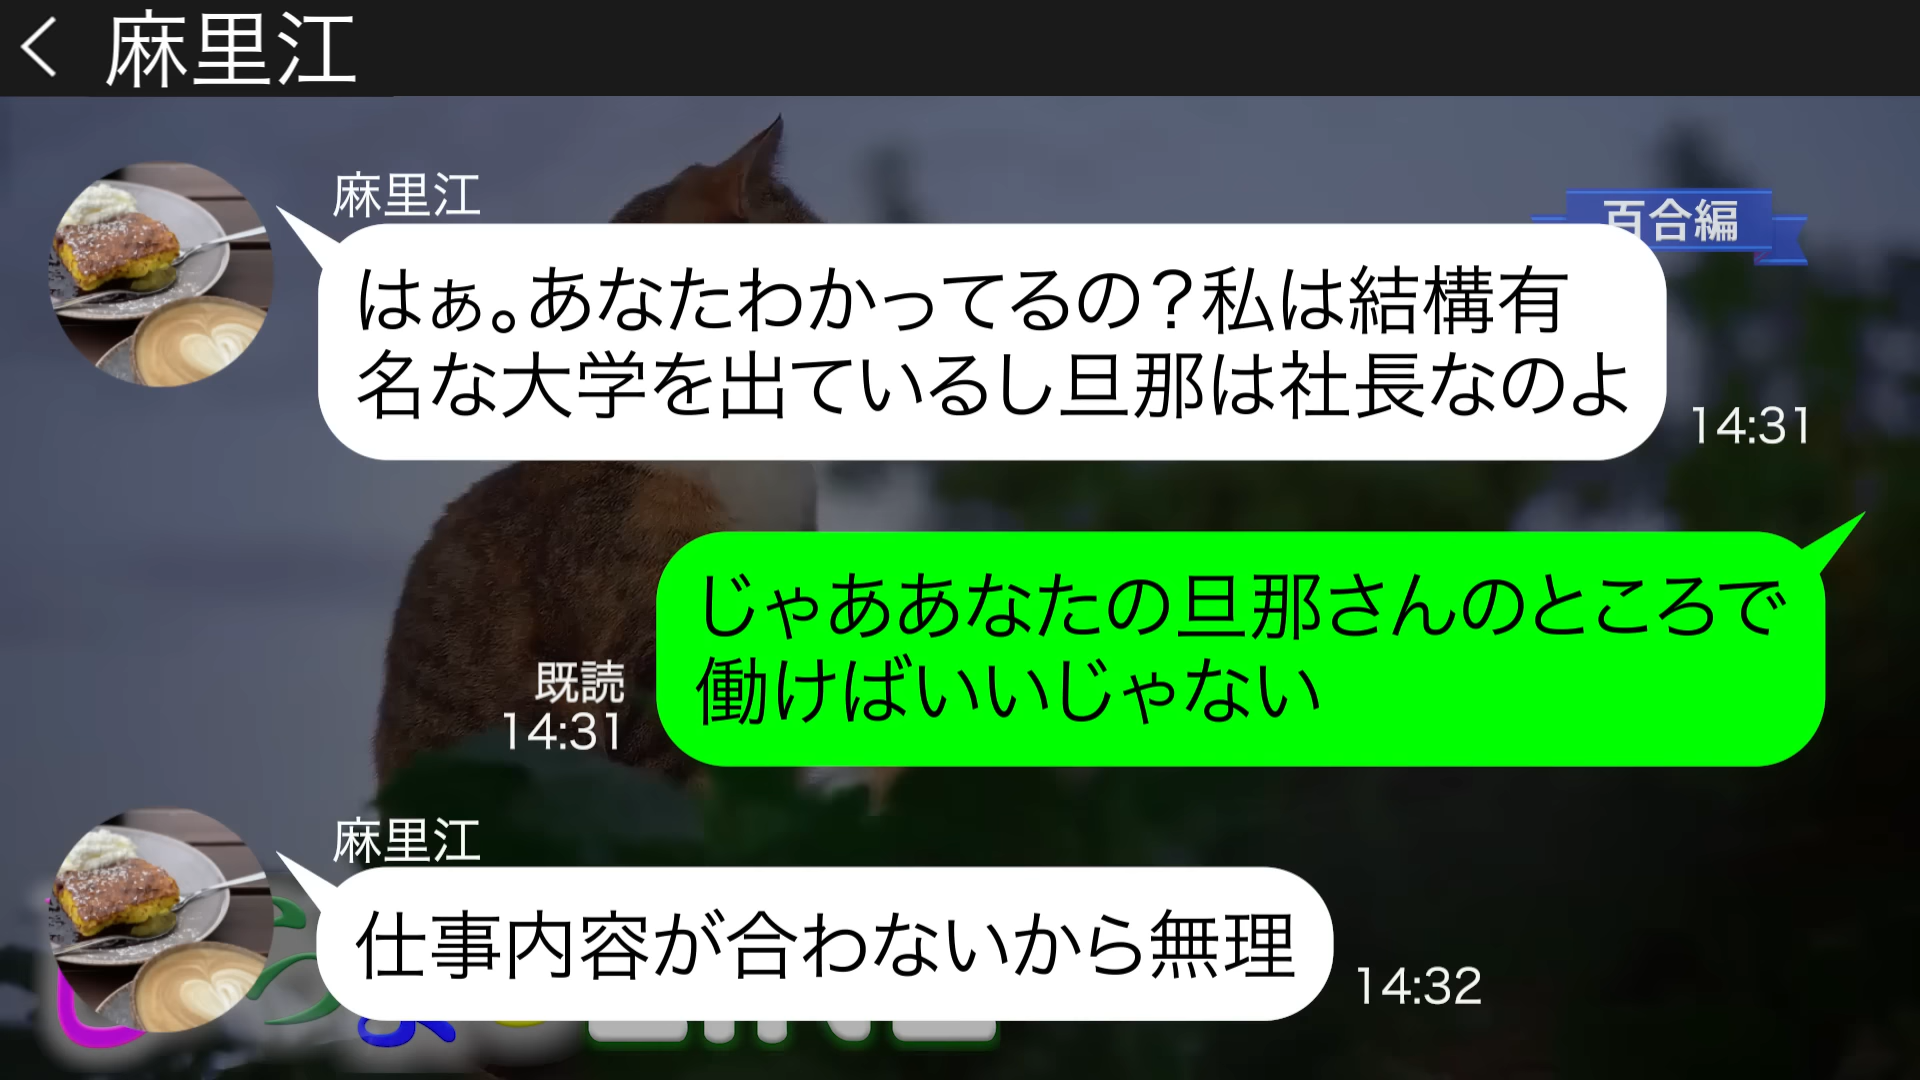 麻里江
麻里江
百合編
はぁ。あなたわかってるの？私は結構有
名な大学を出ているし旦那は社長なのよ
14:31
じゃああなたの旦那さんのところで
働けばいいじゃない
既読
14:31
麻里江
仕事内容が合わないから無理
14:32